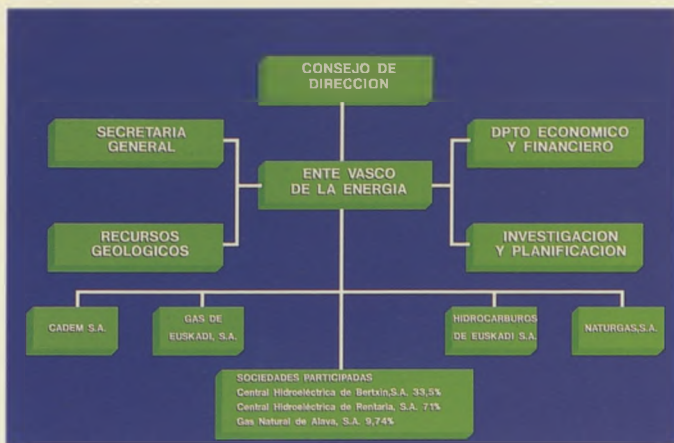 CONSEJO DE
DIRECCION
SECRETARIA
GENERAL
DPTO ECONOMICO
Y FINANCIERO
ENTE VASCO
DE LA ENERGIA
RECURSOS
GEOLOGICOS
INVESTIGACION
Y PLANIFICACION
CADEM S.A.
GAS DE
EUSKADI, S.A.
HIDROCARBUROS
DE EUSKADI S.A.
NATURGAS,S.A.
SOCIEDADES PARTICIPADAS
Central Hidroeléctrica de Bertxin,S.A. 33,5%
Central Hidroeléctrica de Renteria, S.A. 71%
Gas Natural de Alava, S.A. 9,74%